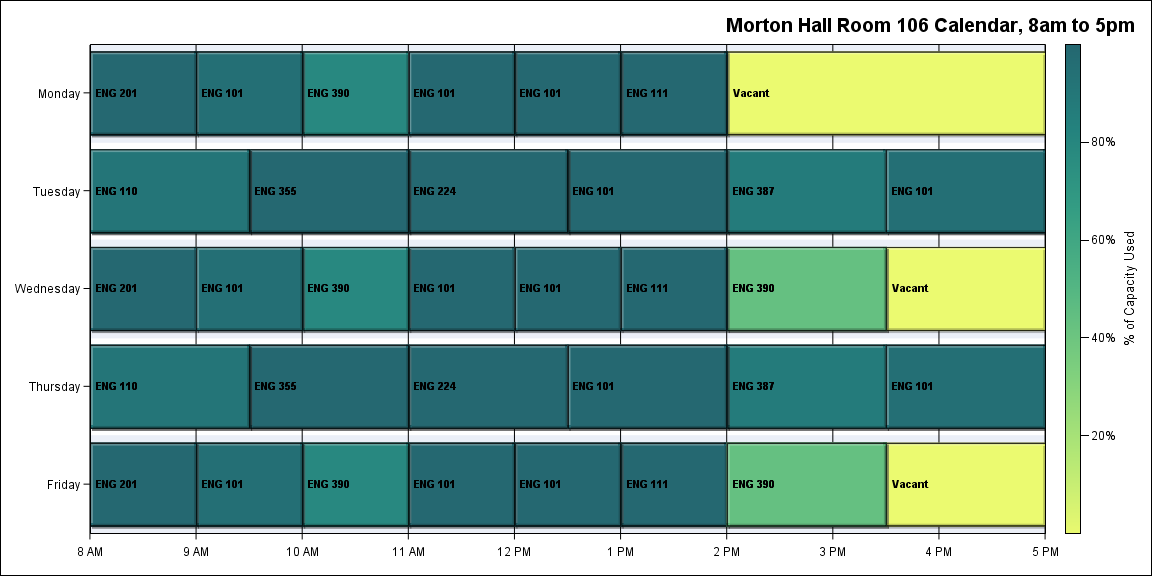 Morton Hall Room 106 Calendar, 8am to 5pm
Monday ENG 201 ENG 101 ENG 390 ENG 101 ENG 101 ENG 111 Vacant
80%
Tuesday ENG 110 ENG 355 ENG 224 ENG 101 ENG 387 ENG 101
60%
% of Capacity Used
Wednesday ENG 201 ENG 101 ENG 390 ENG 101 ENG 101 ENG 111 ENG 390 Vacant
40%
Thursday ENG 110 ENG 355 ENG 224 ENG 101 ENG 387 ENG 101
20%
Friday ENG 201 ENG 101 ENG 390 ENG 101 ENG 101 ENG 111 ENG 390 Vacant
8 AM 9 AM 10 AM 11 AM 12 PM 1 PM 2 PM 3 PM 4 PM 5 PM